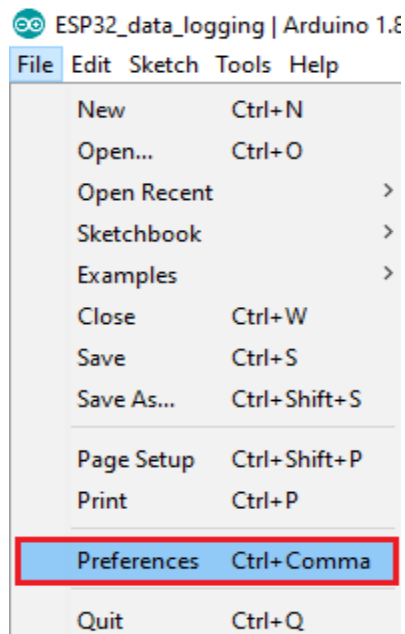 ESP32_data_logging | Arduino 1.8
File Edit Sketch Tools Help
New Ctrl+N
Open... Ctrl+O
Open Recent >
Sketchbook >
Examples >
Close Ctrl+W
Save Ctrl+S
Save As... Ctrl+Shift+S
Page Setup Ctrl+Shift+P
Print Ctrl+P
Preferences Ctrl+Comma
Quit Ctrl+Q